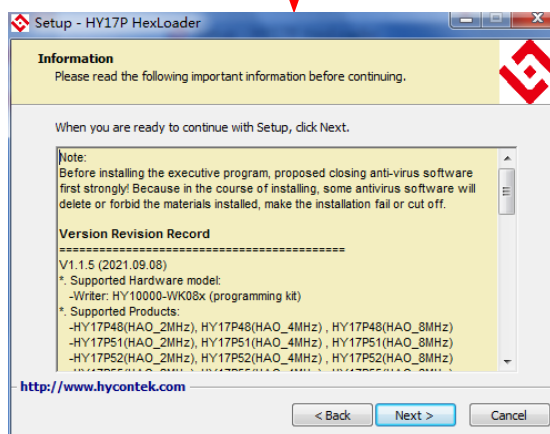 Setup - HY17P HexLoader
Information
Please read the following important information before continuing.
When you are ready to continue with Setup, click Next.
Note:
Before installing the executive program, proposed closing anti-virus software
first strongly! Because in the course of installing, some antivirus software will
delete or forbid the materials installed, make the installation fail or cut off.
Version Revision Record
===========================================
V1.1.5 (2021.09.08)
*. Supported Hardware model:
-Writer: HY10000-WK08x (programming kit)
*. Supported Products:
-HY17P48(HAO_2MHz), HY17P48(HAO_4MHz) , HY17P48(HAO_8MHz)
-HY17P51(HAO_2MHz), HY17P51(HAO_4MHz) , HY17P51(HAO_8MHz)
-HY17P52(HAO_2MHz), HY17P52(HAO_4MHz) , HY17P52(HAO_8MHz)
http://www.hycontek.com
< Back
Next >
Cancel